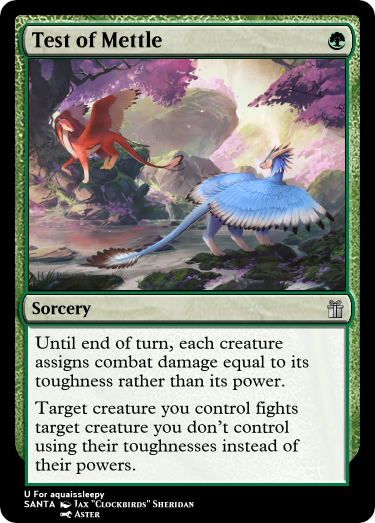 Test of Mettle
Sorcery
Until end of turn, each creature
assigns combat damage equal to its
toughness rather than its power.
Target creature you control fights
target creature you don't control
using their toughnesses instead of
their powers.
U For aquaissleepy
SANTA Jax "Clockbirds" Sheridan
Aster